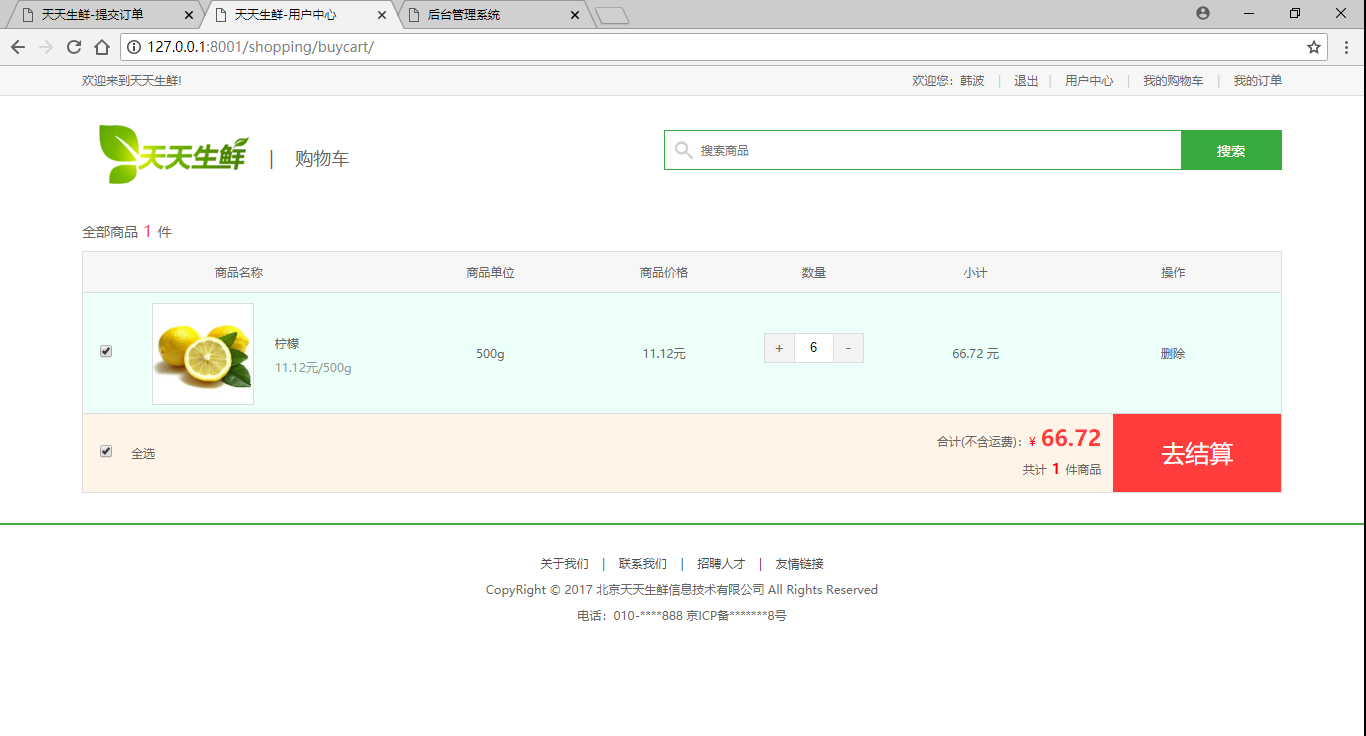 天天生鲜-提交订单 天天生鲜-用户中心 后台管理系统
127.0.0.1:8001/shopping/buycart/
欢迎来到天天生鲜! 欢迎您：韩波 | 退出 | 用户中心 | 我的购物车 | 我的订单
天天生鲜 | 购物车 搜索商品 搜索
全部商品 1 件
商品名称 商品单位 商品价格 数量 小计 操作
柠檬
11.12元/500g 500g 11.12元 + 6 - 66.72 元 删除
全选 合计(不含运费)：¥ 66.72 去结算
共计 1 件商品
关于我们 | 联系我们 | 招聘人才 | 友情链接
CopyRight © 2017 北京天天生鲜信息技术有限公司 All Rights Reserved
电话：010-****888 京ICP备*******8号